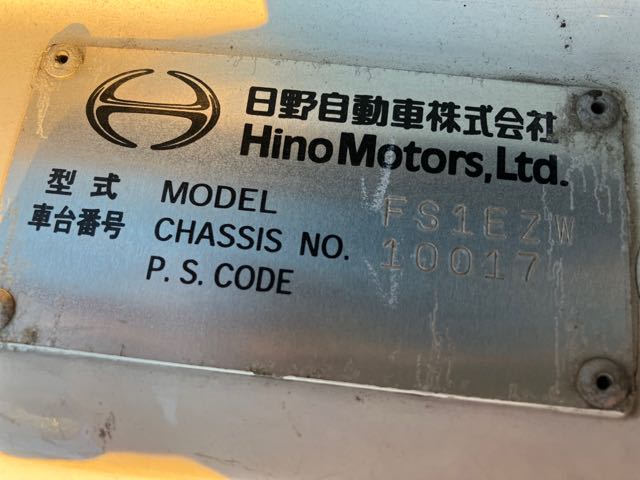 日野自動車株式会社
Hino Motors, Ltd.
型式 MODEL FS1EZW
車台番号 CHASSIS NO. 10017
P.S.CODE